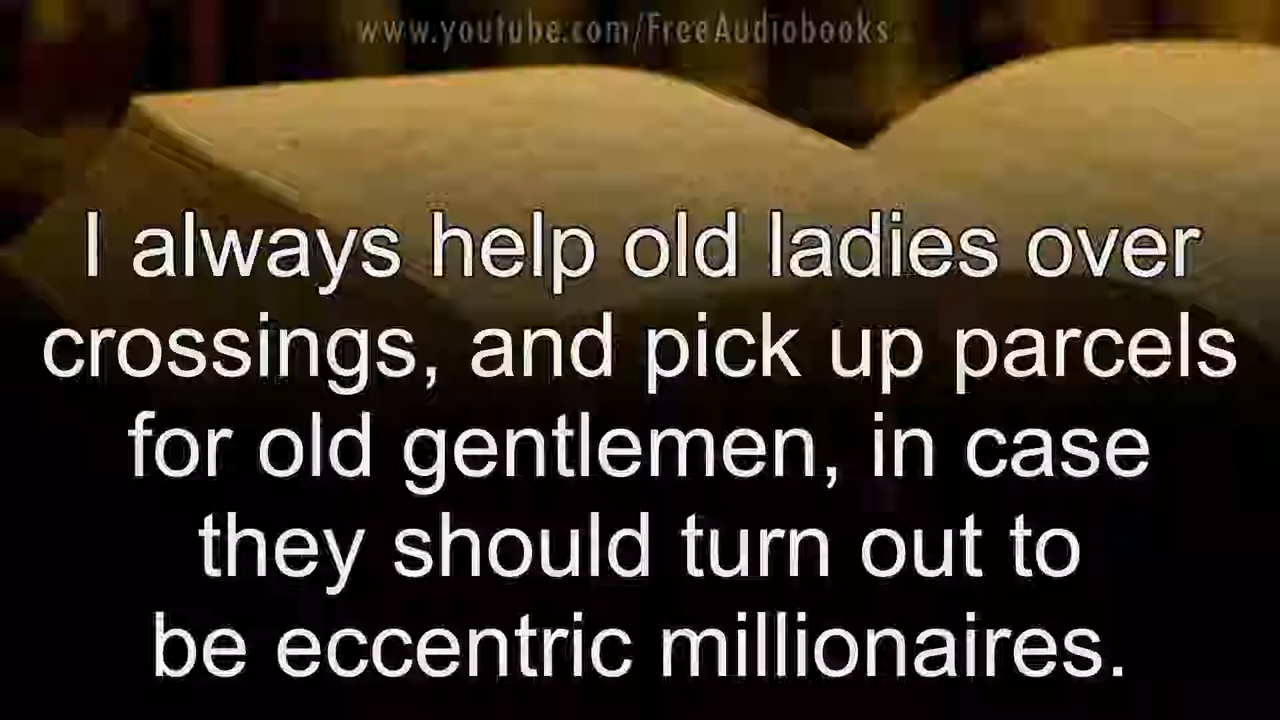 www.youtube.com/FreeAudiobooks
I always help old ladies over
crossings, and pick up parcels
for old gentlemen, in case
they should turn out to
be eccentric millionaires.